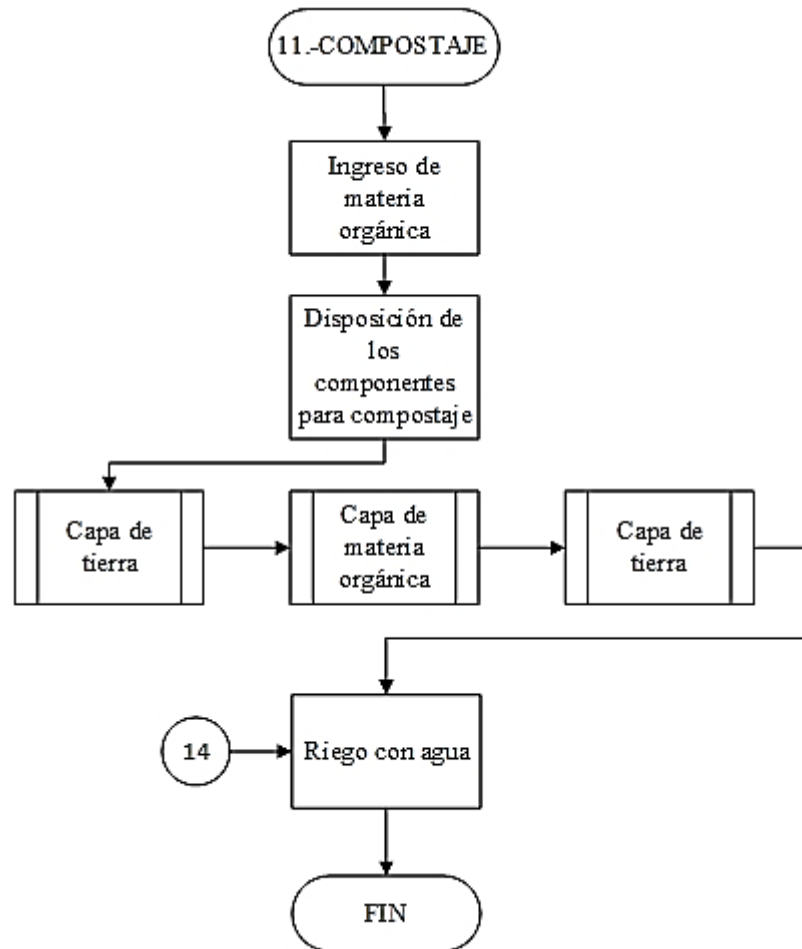 11.-COMPOSTAJE
Ingreso de
materia
orgánica
Disposición de
los
componentes
para compostaje
Capa de
tierra
Capa de
materia
orgánica
Capa de
tierra
14
Riego con agua
FIN